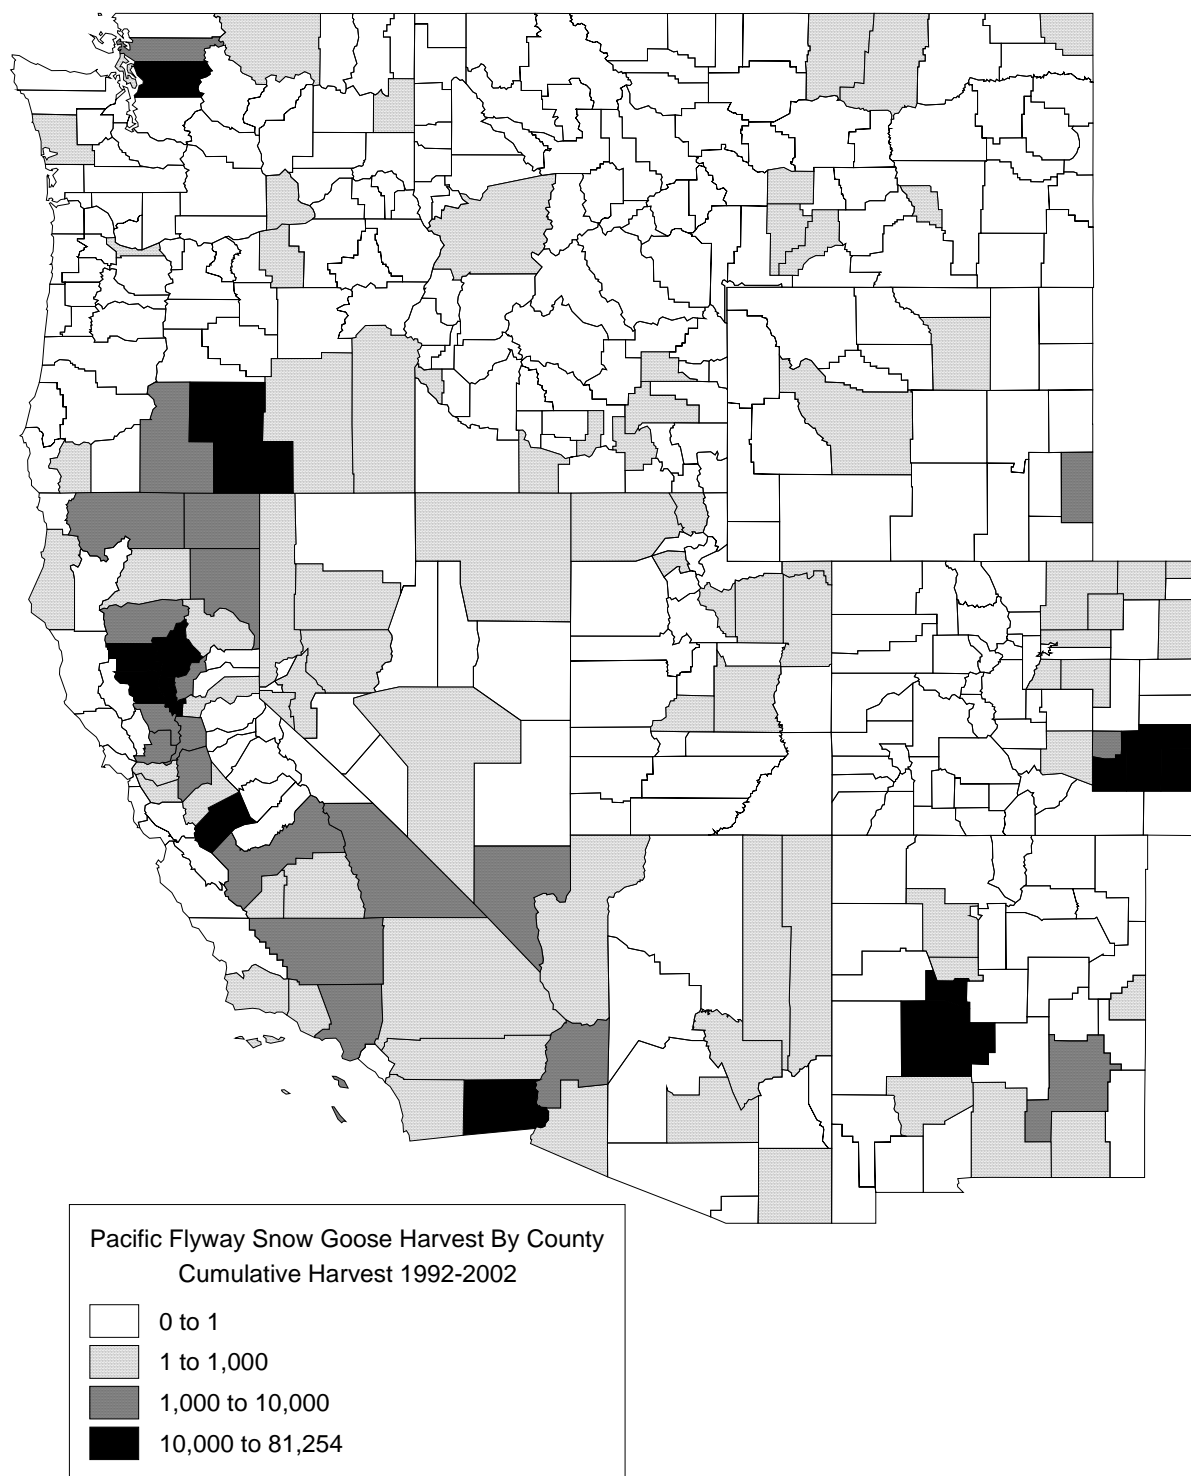 Pacific Flyway Snow Goose Harvest By County
Cumulative Harvest 1992-2002
0 to 1
1 to 1,000
1,000 to 10,000
10,000 to 81,254